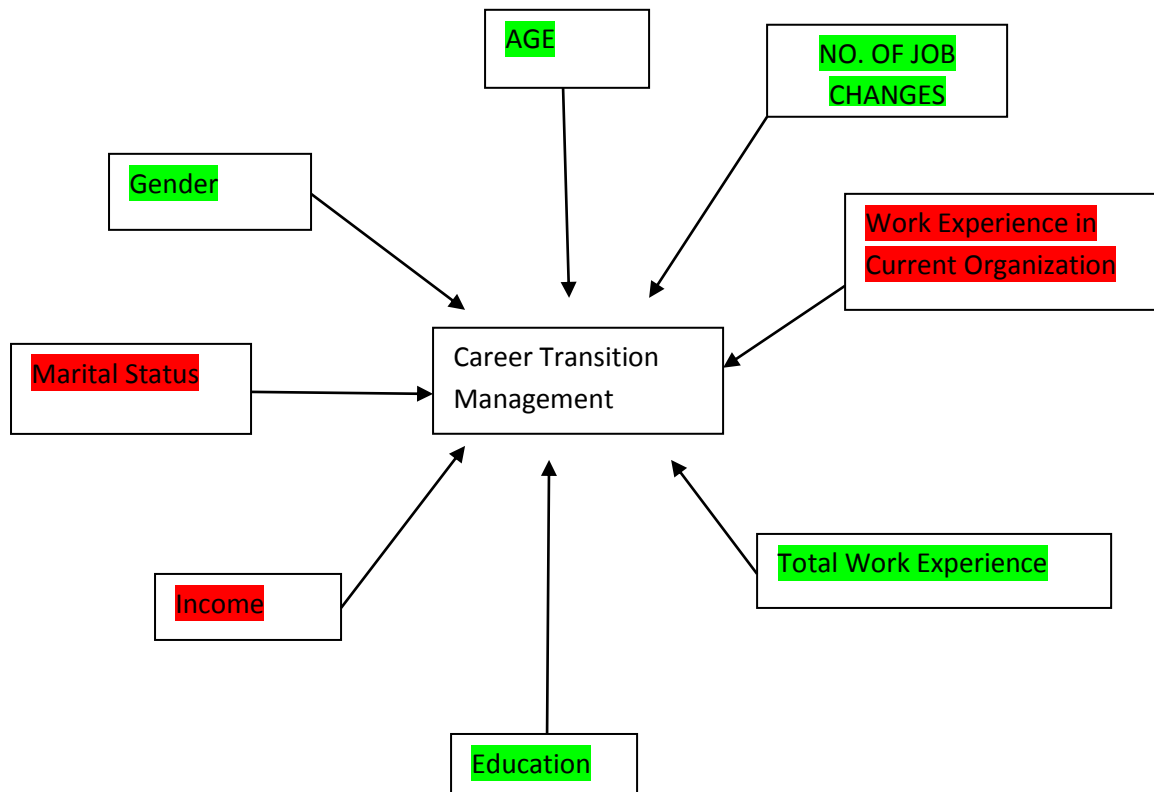 AGE
NO. OF JOB
CHANGES
Gender
Work Experience in
Current Organization
Career Transition
Management
Marital Status
Total Work Experience
Income
Education